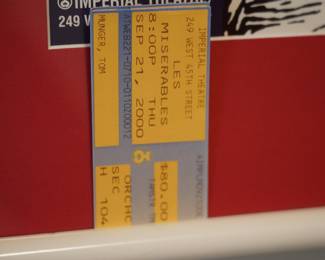 IMPERIAL THEATRE
249 W
IMPERIAL THEATRE
249 WEST 45TH STREET
LES
MISERABLES
8:00P THU
SEP 21, 2000
MUNGER, TOM
$80.00
ORCHO
SEC
H 104